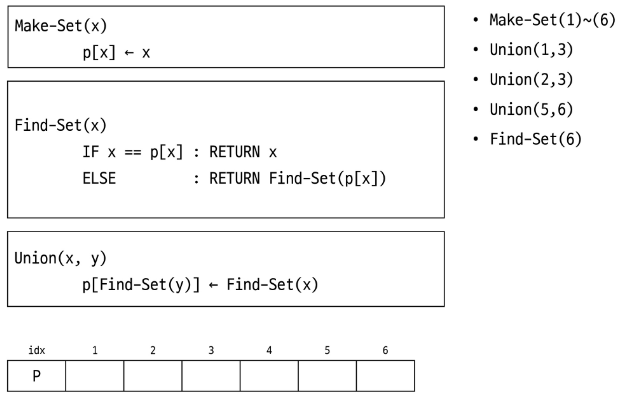 Make-Set(x)
p[x] ← x
Find-Set(x)
IF x == p[x] : RETURN x
ELSE : RETURN Find-Set(p[x])
Union(x, y)
p[Find-Set(y)] ← Find-Set(x)
• Make-Set(1)~(6)
• Union(1,3)
• Union(2,3)
• Union(5,6)
• Find-Set(6)
idx 1 2 3 4 5 6
P